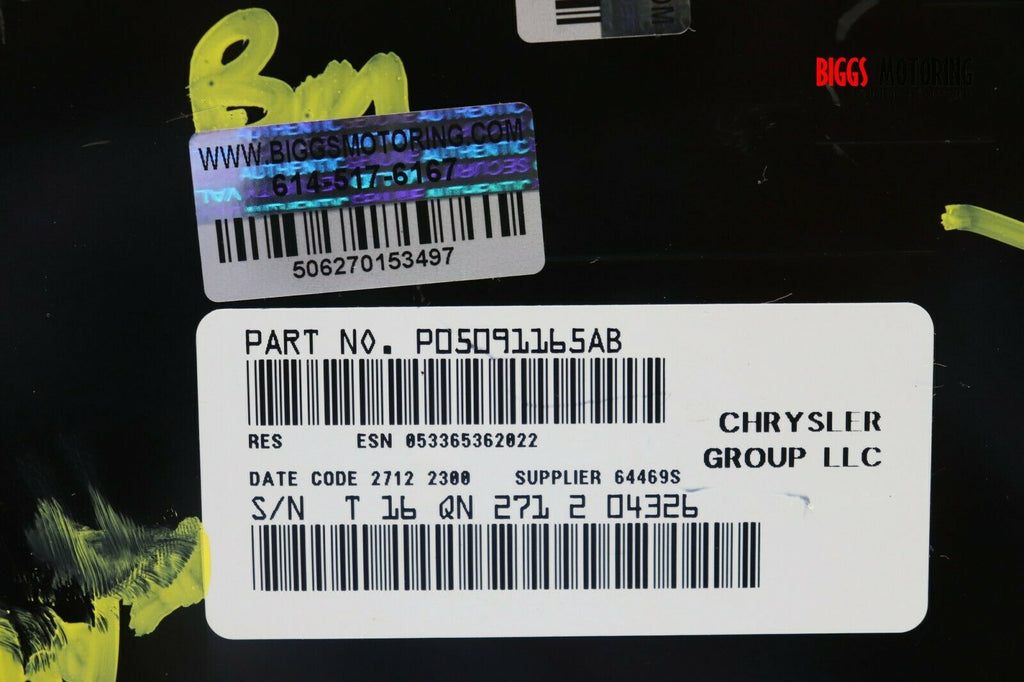 Bm
BIGGS MOTORING
WWW.BIGGSMOTORING.COM
614-517-6167
506270153497
PART NO. P05091165AB
RES ESN 053365362022
CHRYSLER
GROUP LLC
DATE CODE 2712 2300 SUPPLIER 64469S
S/N T 16 QN 271 2 04326